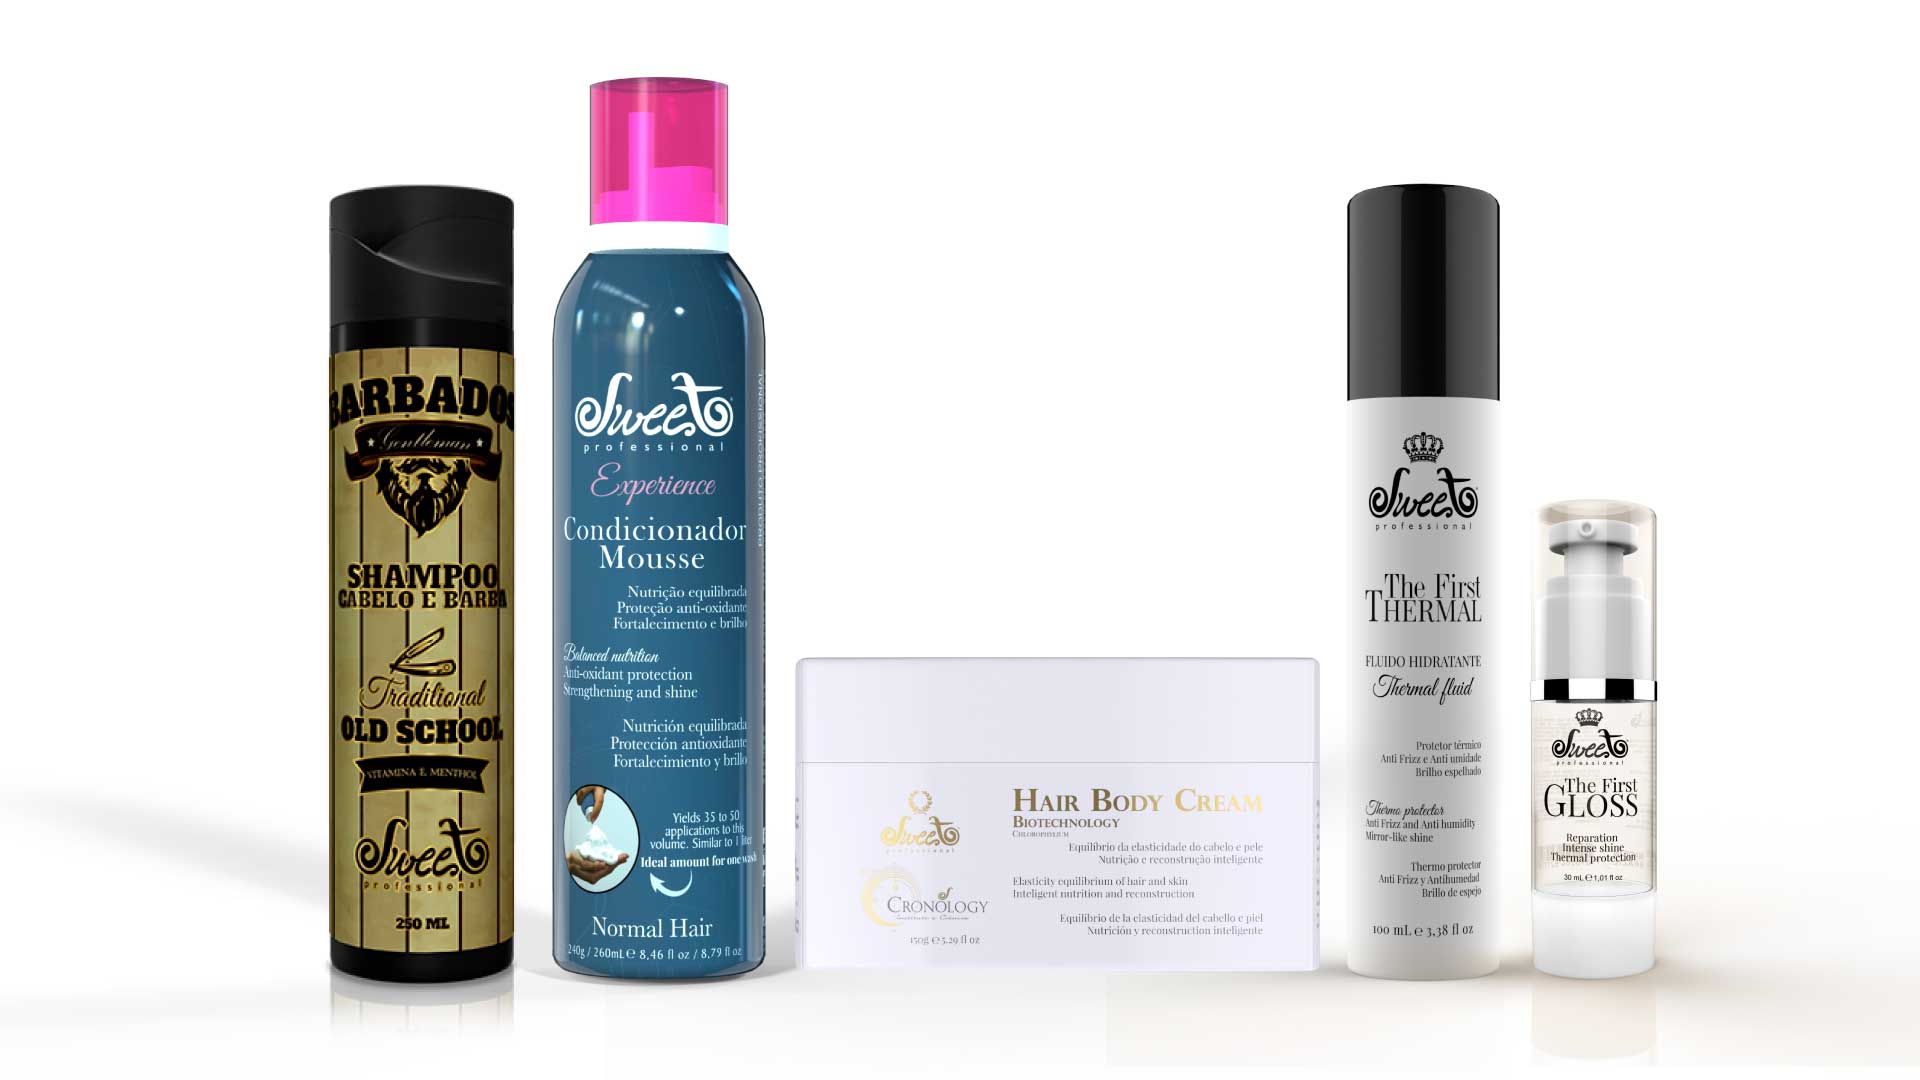 BARBADOS
Gentleman
SHAMPOO
CABELO E BARBA
Traditional
OLD SCHOOL
VITAMINA E MENTHOL
Sweet
professional
250 ML
Sweet
professional
Experience
Condicionador
Mousse
Nutrição equilibrada
Proteção anti-oxidante
Fortalecimento e brilho
Balanced nutrition
Anti-oxidant protection
Strengthening and shine
Nutrición equilibrada
Protección antioxidante
Fortalecimiento y brillo
Yields 35 to 50
applications to this
volume. Similar to 1 liter
Ideal amount for one wash
Normal Hair
240g / 260mL e 8,46 fl oz / 8.79 fl oz
PRODUTO PROFISSIONAL
Sweet
professional
CRONOLOGY
150g e 5.29 fl oz
HAIR BODY CREAM
BIOTECHNOLOGY
CHLOROPHYLIUM
Equilíbrio da elasticidade do cabelo e pele
Nutrição e reconstrução inteligente
Elasticity equilibrium of hair and skin
Inteligent nutrition and reconstruction
Equilíbrio de la elasticidad del cabello e piel
Nutrición y reconstruction inteligente
Sweet
professional
The First
THERMAL
FLUIDO HIDRATANTE
Thermal fluid
Protetor térmico
Anti Frizz e Anti umidade
Brilho espelhado
Thermo protector
Anti Frizz and Anti humidity
Mirror-like shine
Thermo protector
Anti Frizz y Antihumedad
Brillo de espejo
100 mL e 3,38 fl oz
Sweet
professional
The First
GLOSS
Reparation
Intense shine
Thermal protection
30 mL e 1,01 fl oz